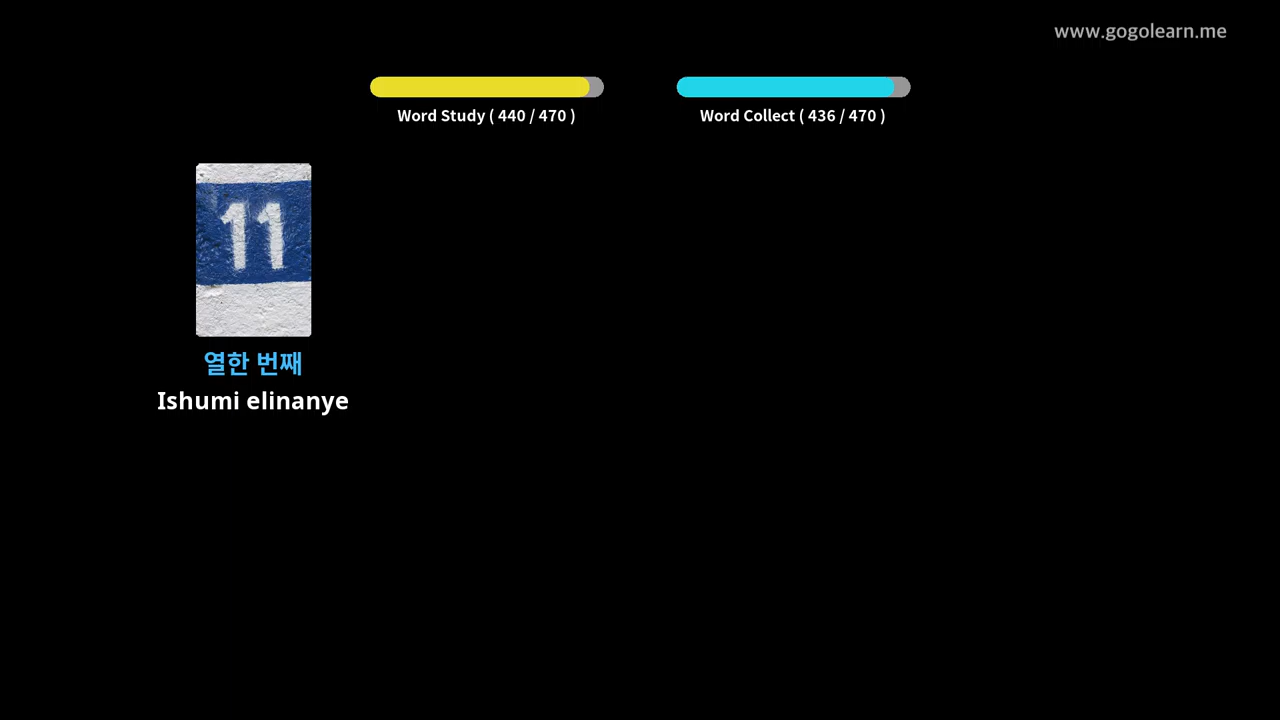 www.gogolearn.me
Word Study ( 440 / 470 )
Word Collect ( 436 / 470 )
11
열한 번째
Ishumi elinanye